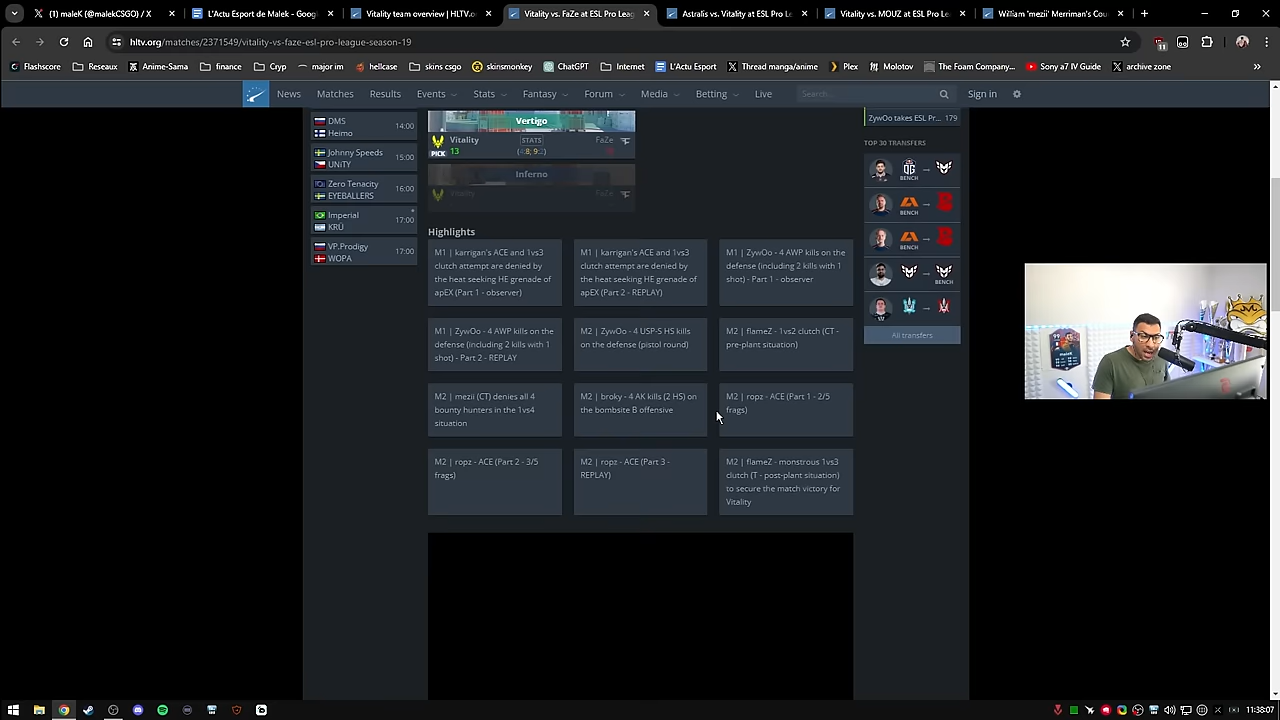 (1) maleK (@malekCSGO) / X
L'Actu Esport de Malek - Goog
Vitality team overview | HLTV.o
Vitality vs. FaZe at ESL Pro Leag
Astralis vs. Vitality at ESL Pro L
Vitality vs. MOUZ at ESL Pro Le
William 'mezii' Merriman's Cou
hltv.org/matches/2371549/vitality-vs-faze-esl-pro-league-season-19
11
Flashscore
Reseaux
Anime-Sama
finance
Cryp
major im
hellcase
skins csgo
skinsmonkey
ChatGPT
Internet
L'Actu Esport
Thread manga/anime
Plex
Molotov
The Foam Company...
Sony a7 IV Guide
archive zone
News
Matches
Results
Events
Stats
Fantasy
Forum
Media
Betting
Live
Search...
Sign in
DMS
Heimo
14:00
Johnny Speeds
UNiTY
15:00
Zero Tenacity
EYEBALLERS
16:00
Imperial
KRÜ
17:00
VP.Prodigy
WOPA
17:00
Vertigo
Vitality
PICK
13
STATS
FaZe
Inferno
Vitality
FaZe
Highlights
M1 | karrigan's ACE and 1vs3
clutch attempt are denied by
the heat seeking HE grenade of
apEX (Part 1 - observer)
M1 | karrigan's ACE and 1vs3
clutch attempt are denied by
the heat seeking HE grenade of
apEX (Part 2 - REPLAY)
M1 | ZywOo - 4 AWP kills on the
defense (including 2 kills with 1
shot) - Part 1 - observer
M1 | ZywOo - 4 AWP kills on the
defense (including 2 kills with 1
shot) - Part 2 - REPLAY
M2 | ZywOo - 4 USP-S HS kills
on the defense (pistol round)
M2 | flameZ - 1vs2 clutch (CT -
pre-plant situation)
M2 | mezii (CT) denies all 4
bounty hunters in the 1vs4
situation
M2 | broky - 4 AK kills (2 HS) on
the bombsite B offensive
M2 | ropz - ACE (Part 1 - 2/5
frags)
M2 | ropz - ACE (Part 2 - 3/5
frags)
M2 | ropz - ACE (Part 3 -
REPLAY)
M2 | flameZ - monstrous 1vs3
clutch (T - post-plant situation)
to secure the match victory for
Vitality
ZywOo takes ESL Pr...
179
TOP 30 TRANSFERS
BENCH
BENCH
BENCH
BENCH
All transfers
99
maleK
11:38:07